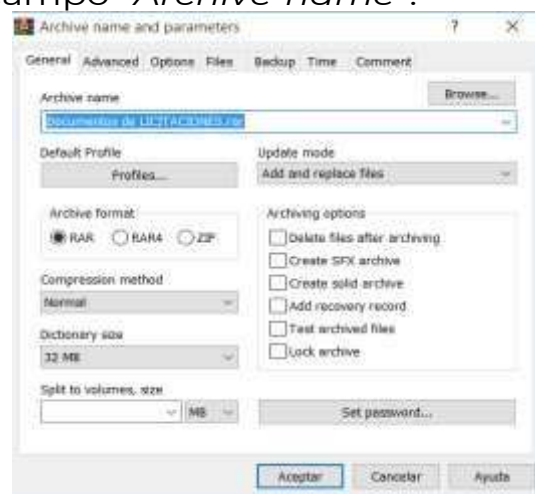 ampo "Archive name".
Archive name and parameters ? ×
General Advanced Options Files Backup Time Comment
Archive name
Browse...
Documentos de LICITACIONES.rar
Default Profile
Update mode
Profiles...
Add and replace files
Archive format
Archiving options
RAR RAR4 ZIP
Delete files after archiving
Create SFX archive
Create solid archive
Compression method
Normal
Add recovery record
Test archived files
Dictionary size
32 MB
Lock archive
Split to volumes, size
MB
Set password...
Aceptar Cancelar Ayuda